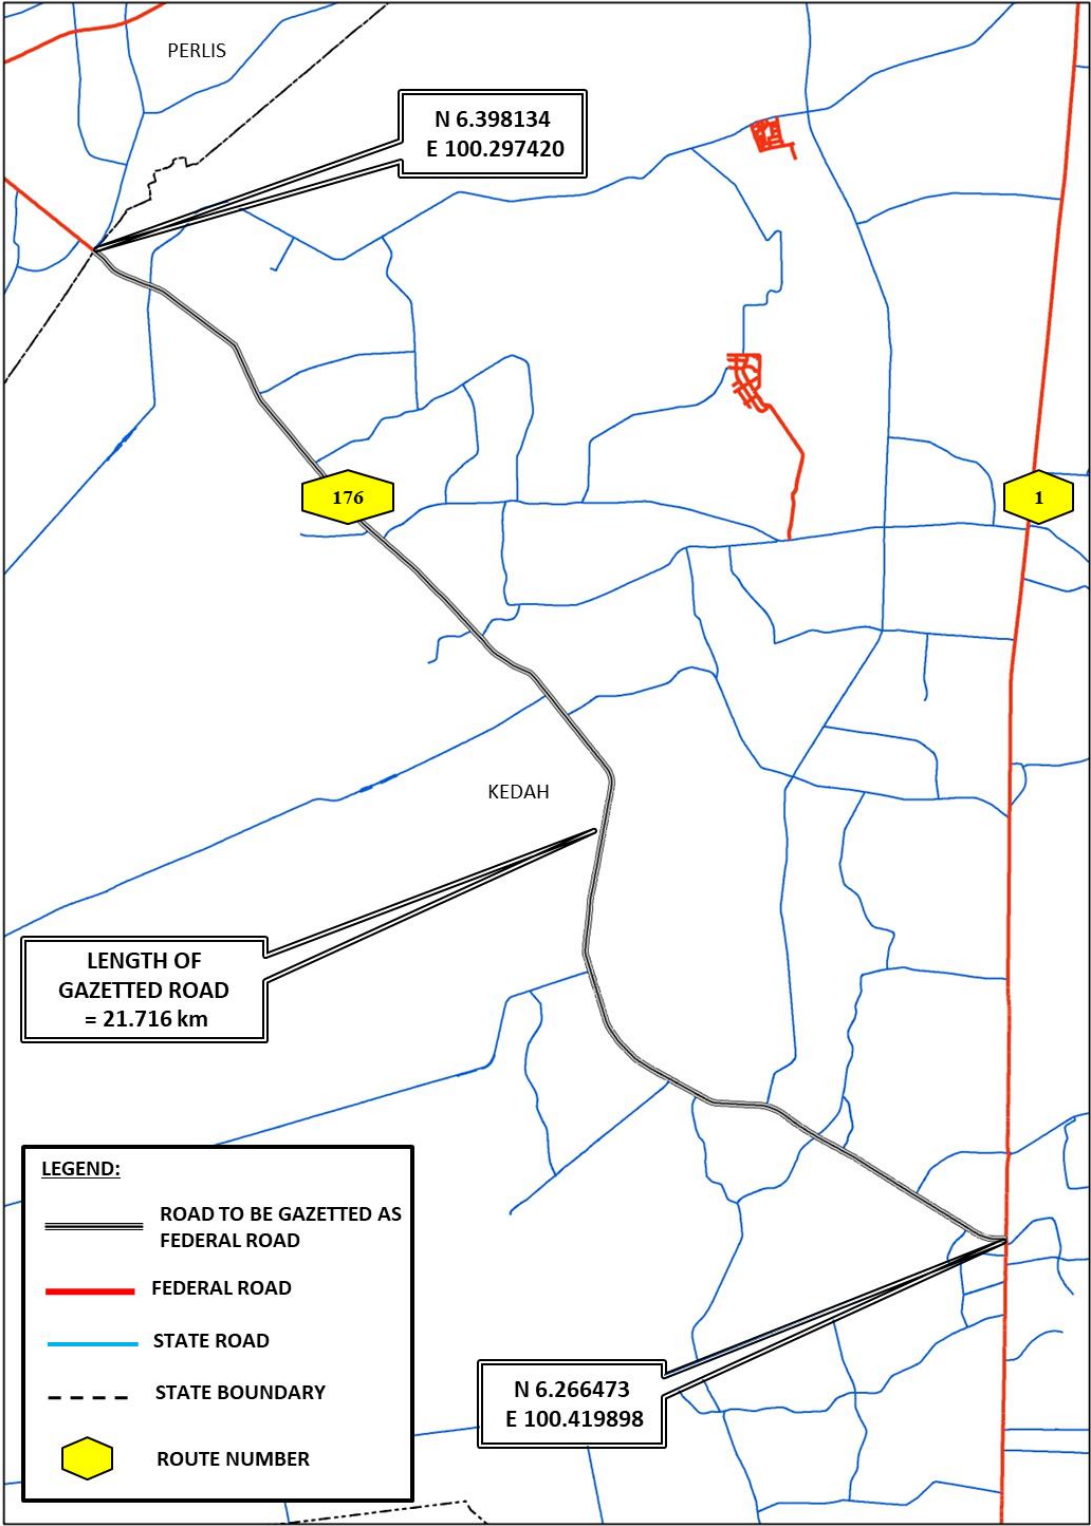 PERLIS
N 6.398134
E 100.297420
176
1
KEDAH
LENGTH OF
GAZETTED ROAD
= 21.716 km
LEGEND:
ROAD TO BE GAZETTED AS
FEDERAL ROAD
FEDERAL ROAD
STATE ROAD
STATE BOUNDARY
ROUTE NUMBER
N 6.266473
E 100.419898